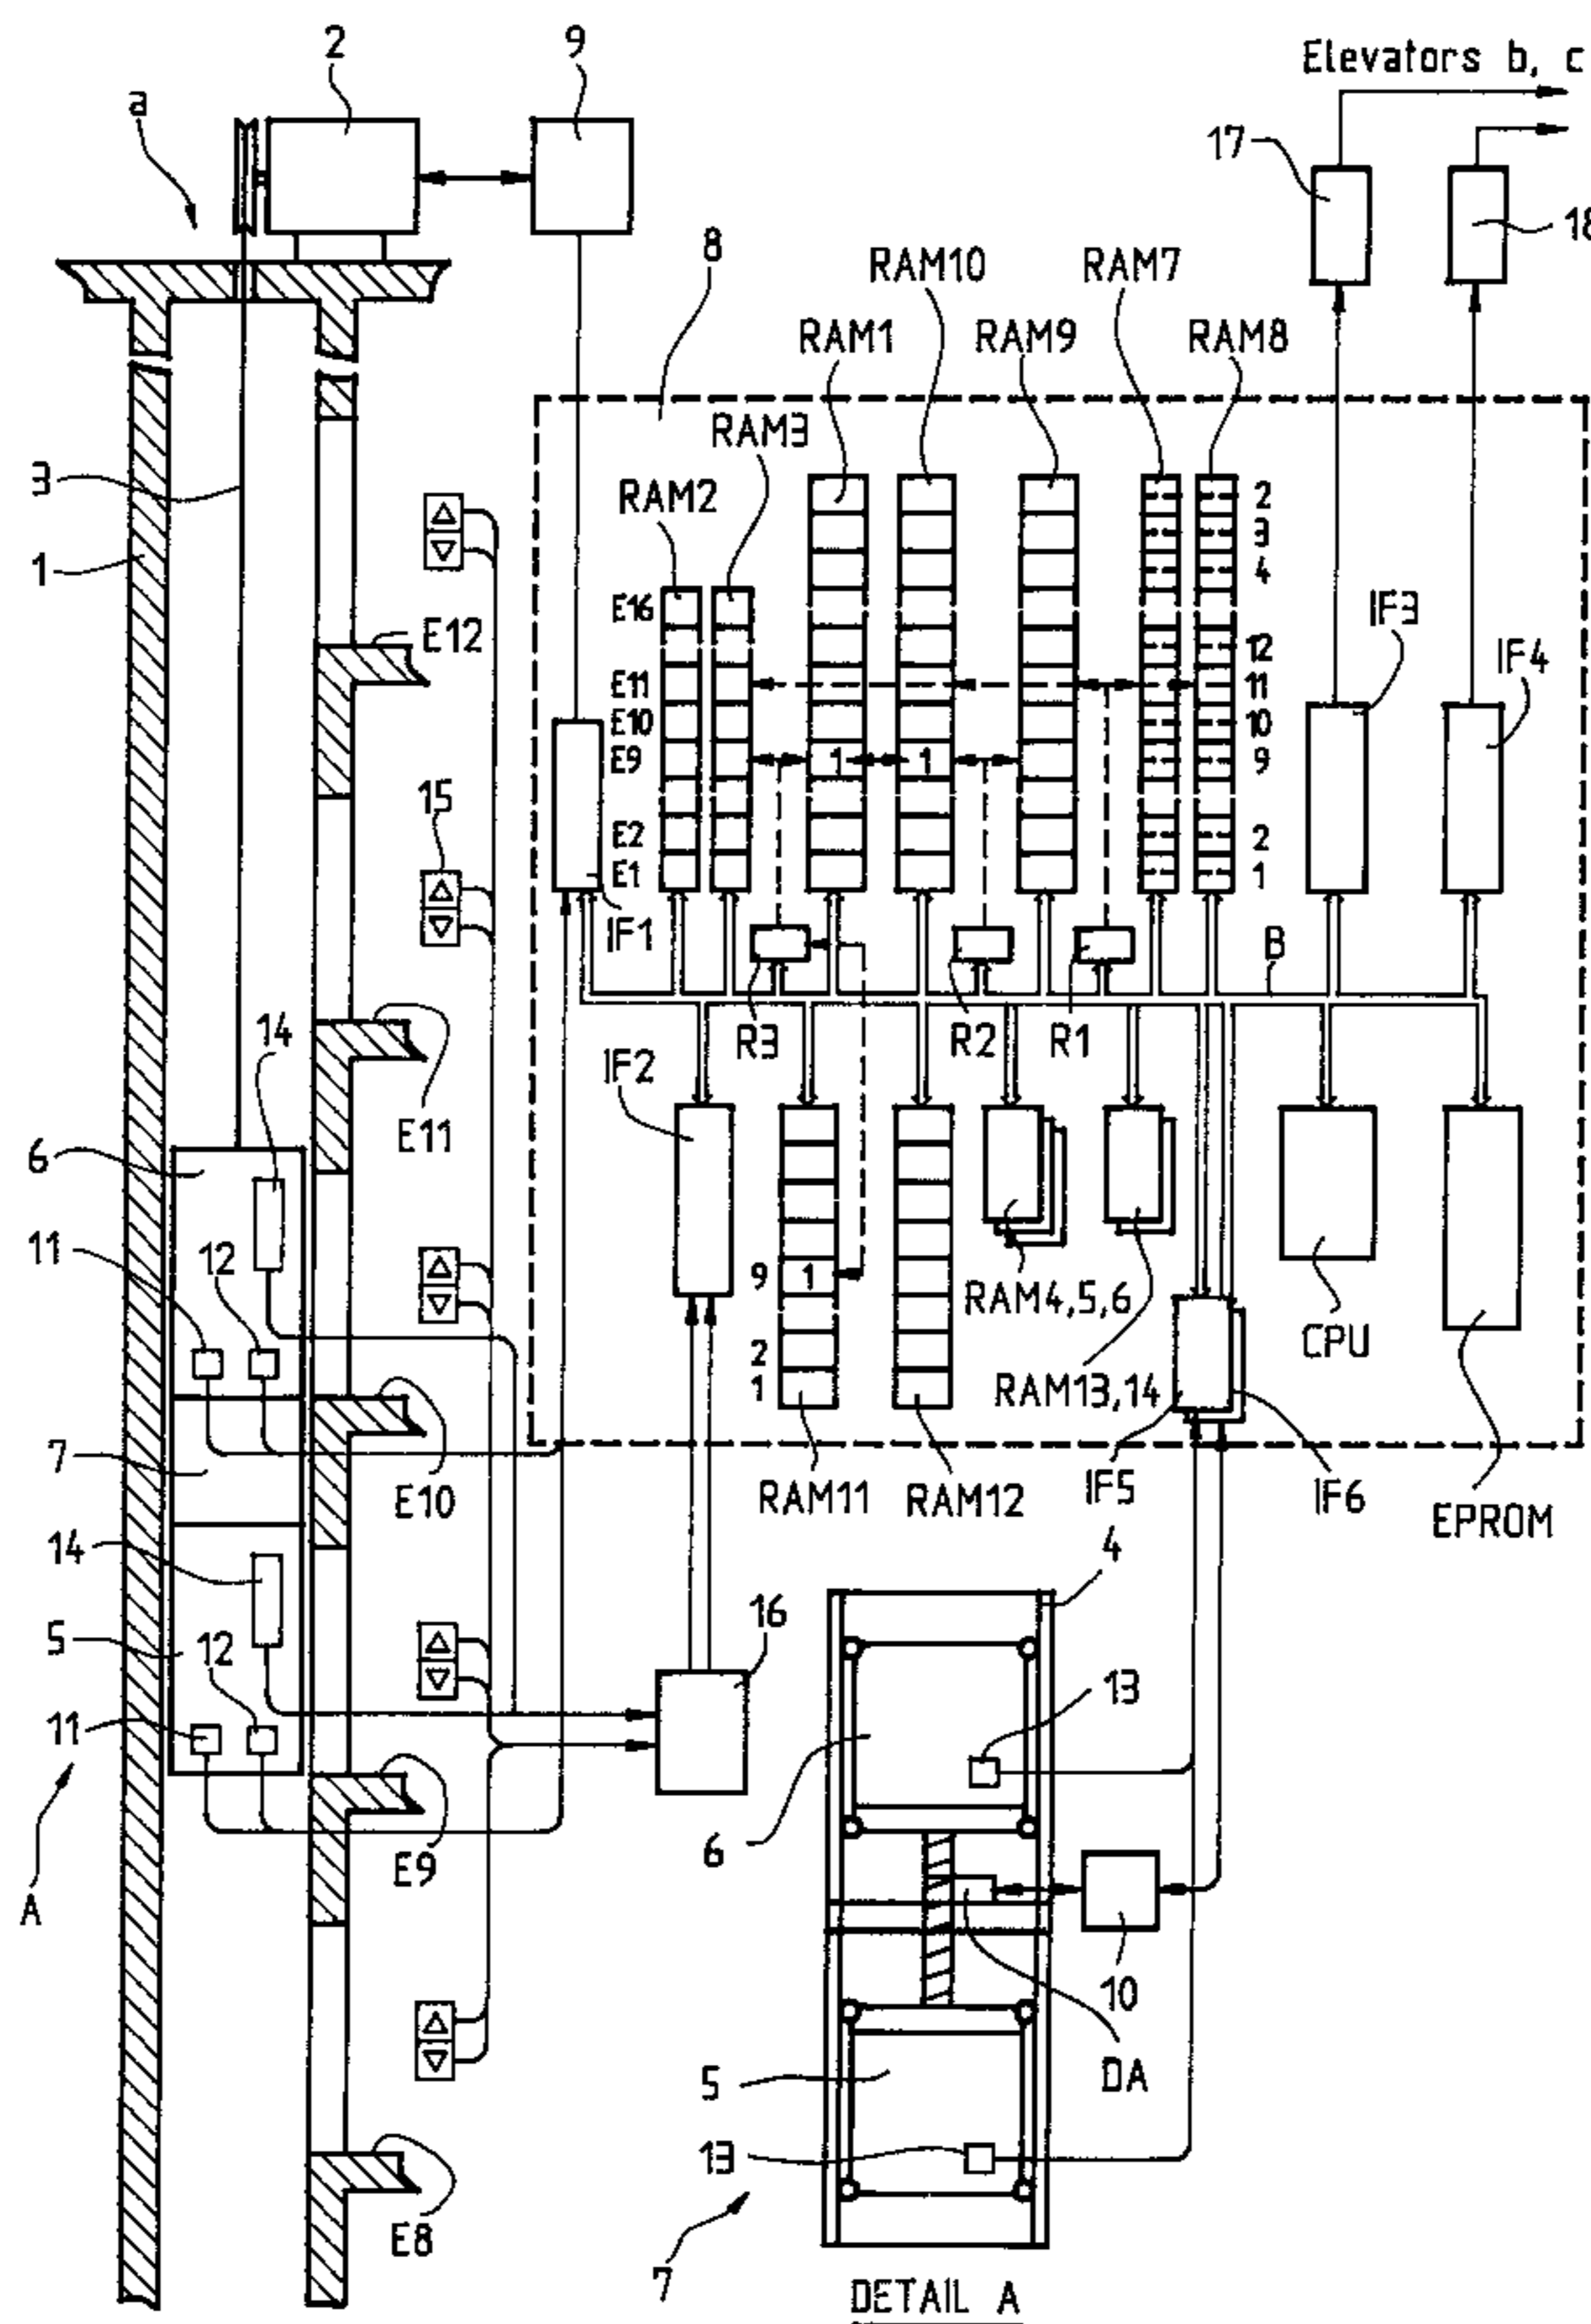 2
9
Elevators b, c
a
17
18
8
RAM10
RAM7
RAM1
RAM9
RAM8
RAM3
3
RAM2
2
3
1
4
E16
IF3
E12
12
IF4
E11
11
E10
10
E9
1
1
9
15
E2
2
E1
1
IF1
B
14
R3
R2
R1
IF2
E11
6
11
12
9
1
RAM4,5,6
CPU
2
1
RAM13,14
7
E10
RAM11
RAM12
IF5
IF6
EPROM
14
4
5
12
16
13
11
6
E9
A
10
5
DA
13
E8
7
DETAIL A